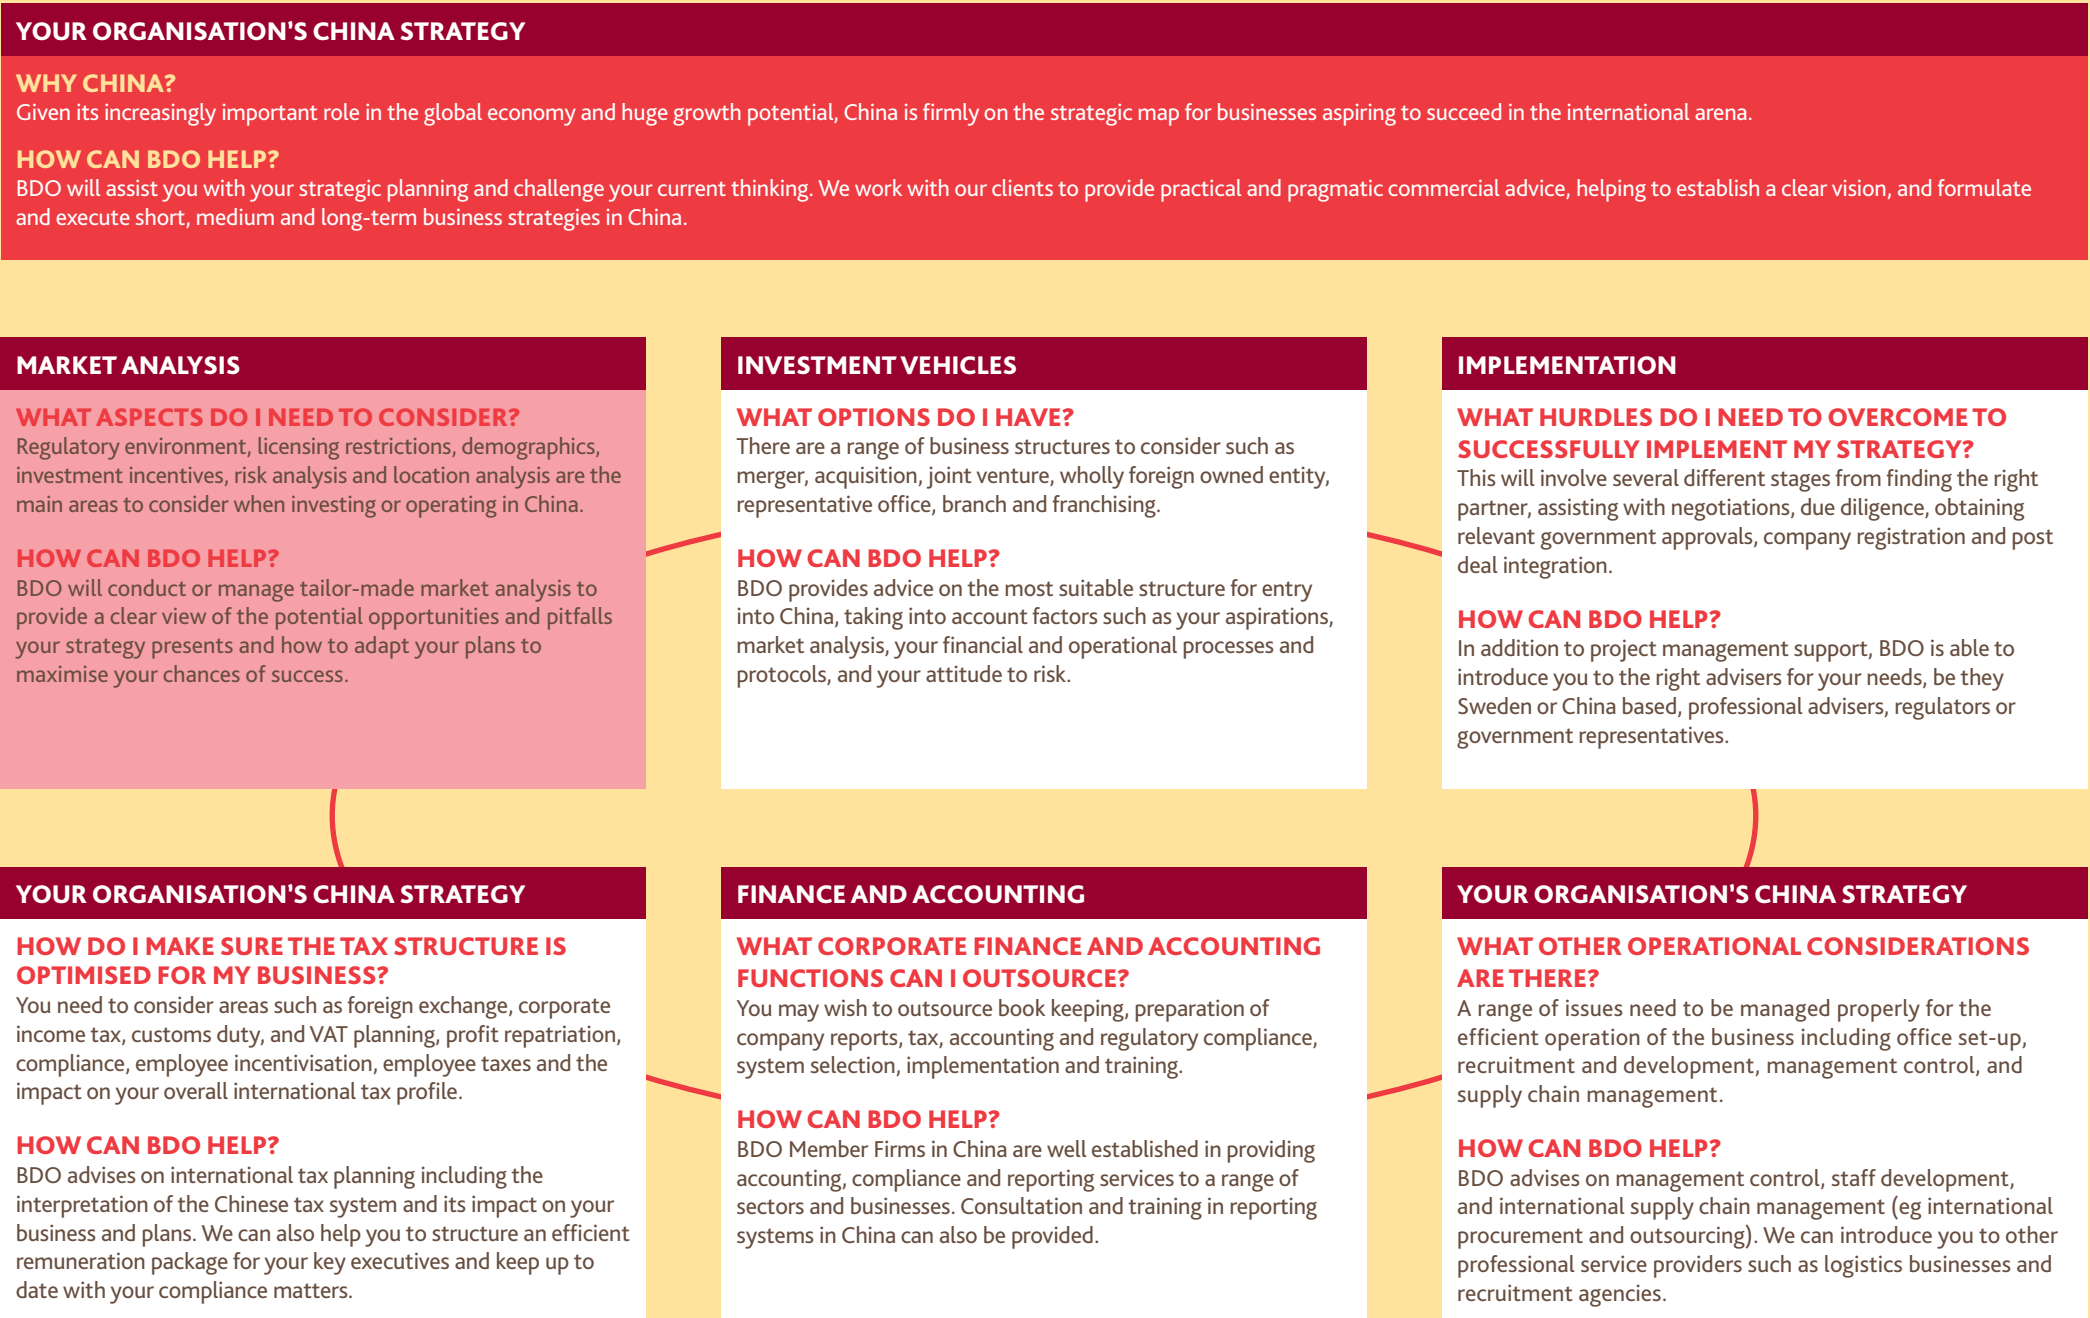 YOUR ORGANISATION'S CHINA STRATEGY
WHY CHINA?
Given its increasingly important role in the global economy and huge growth potential, China is firmly on the strategic map for businesses aspiring to succeed in the international arena.
HOW CAN BDO HELP?
BDO will assist you with your strategic planning and challenge your current thinking. We work with our clients to provide practical and pragmatic commercial advice, helping to establish a clear vision, and formulate
and execute short, medium and long-term business strategies in China.
MARKET ANALYSIS
WHAT ASPECTS DO I NEED TO CONSIDER?
Regulatory environment, licensing restrictions, demographics,
investment incentives, risk analysis and location analysis are the
main areas to consider when investing or operating in China.
HOW CAN BDO HELP?
BDO will conduct or manage tailor-made market analysis to
provide a clear view of the potential opportunities and pitfalls
your strategy presents and how to adapt your plans to
maximise your chances of success.
INVESTMENT VEHICLES
WHAT OPTIONS DO I HAVE?
There are a range of business structures to consider such as
merger, acquisition, joint venture, wholly foreign owned entity,
representative office, branch and franchising.
HOW CAN BDO HELP?
BDO provides advice on the most suitable structure for entry
into China, taking into account factors such as your aspirations,
market analysis, your financial and operational processes and
protocols, and your attitude to risk.
IMPLEMENTATION
WHAT HURDLES DO I NEED TO OVERCOME TO
SUCCESSFULLY IMPLEMENT MY STRATEGY?
This will involve several different stages from finding the right
partner, assisting with negotiations, due diligence, obtaining
relevant government approvals, company registration and post
deal integration.
HOW CAN BDO HELP?
In addition to project management support, BDO is able to
introduce you to the right advisers for your needs, be they
Sweden or China based, professional advisers, regulators or
government representatives.
YOUR ORGANISATION'S CHINA STRATEGY
HOW DO I MAKE SURE THE TAX STRUCTURE IS
OPTIMISED FOR MY BUSINESS?
You need to consider areas such as foreign exchange, corporate
income tax, customs duty, and VAT planning, profit repatriation,
compliance, employee incentivisation, employee taxes and the
impact on your overall international tax profile.
HOW CAN BDO HELP?
BDO advises on international tax planning including the
interpretation of the Chinese tax system and its impact on your
business and plans. We can also help you to structure an efficient
remuneration package for your key executives and keep up to
date with your compliance matters.
FINANCE AND ACCOUNTING
WHAT CORPORATE FINANCE AND ACCOUNTING
FUNCTIONS CAN I OUTSOURCE?
You may wish to outsource book keeping, preparation of
company reports, tax, accounting and regulatory compliance,
system selection, implementation and training.
HOW CAN BDO HELP?
BDO Member Firms in China are well established in providing
accounting, compliance and reporting services to a range of
sectors and businesses. Consultation and training in reporting
systems in China can also be provided.
YOUR ORGANISATION'S CHINA STRATEGY
WHAT OTHER OPERATIONAL CONSIDERATIONS
ARE THERE?
A range of issues need to be managed properly for the
efficient operation of the business including office set-up,
recruitment and development, management control, and
supply chain management.
HOW CAN BDO HELP?
BDO advises on management control, staff development,
and international supply chain management (eg international
procurement and outsourcing). We can introduce you to other
professional service providers such as logistics businesses and
recruitment agencies.